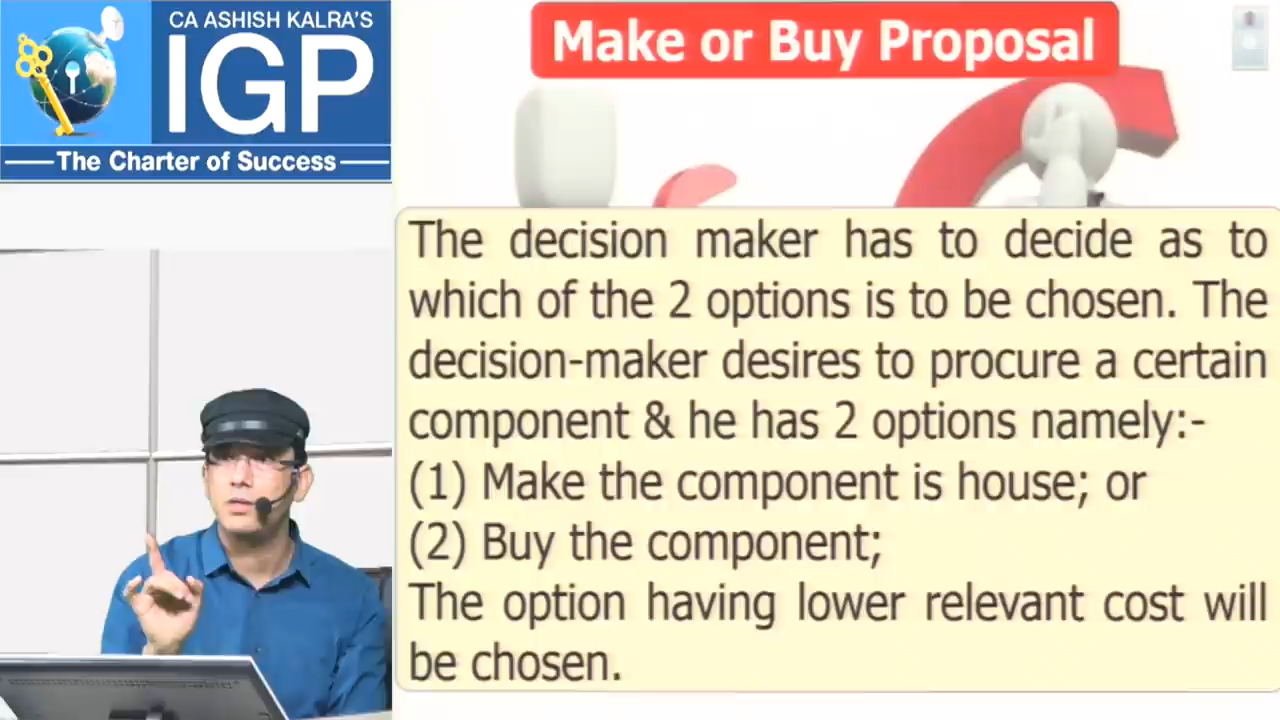 CA ASHISH KALRA'S
IGP
The Charter of Success
Make or Buy Proposal
The decision maker has to decide as to
which of the 2 options is to be chosen. The
decision-maker desires to procure a certain
component & he has 2 options namely:-
(1) Make the component is house; or
(2) Buy the component;
The option having lower relevant cost will
be chosen.